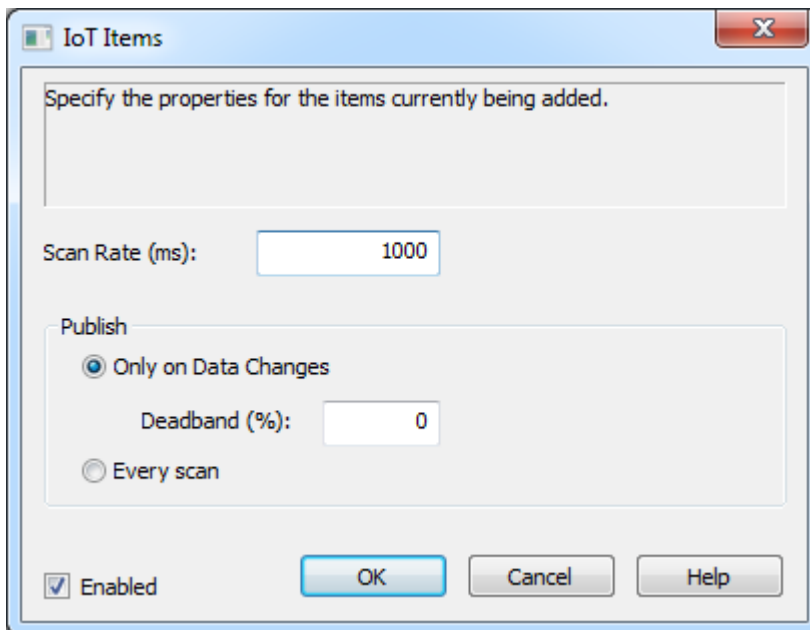 IoT Items
Specify the properties for the items currently being added.
Scan Rate (ms): 1000
Publish
Only on Data Changes
Deadband (%): 0
Every scan
Enabled OK Cancel Help